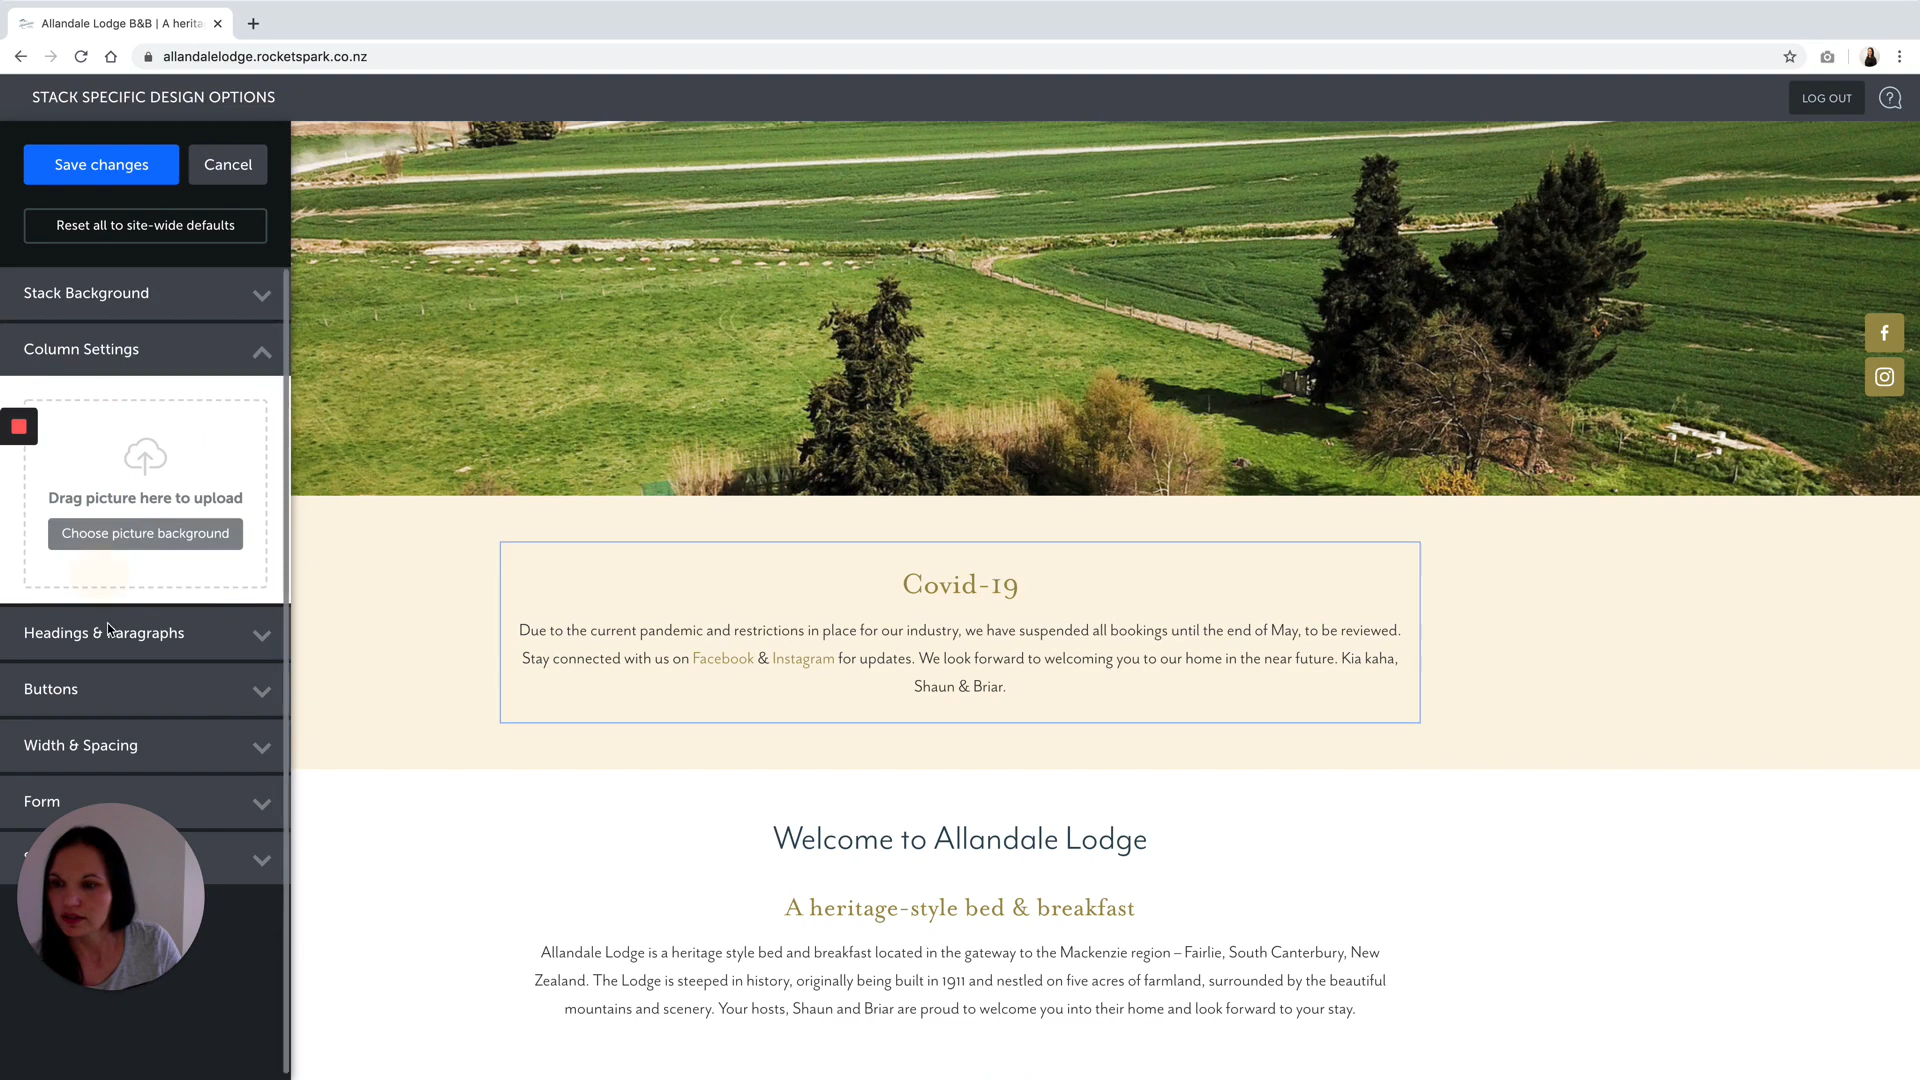 Allandale Lodge B&B | A herita
allandalelodge.rocketspark.co.nz
STACK SPECIFIC DESIGN OPTIONS
LOG OUT
Save changes
Cancel
Reset all to site-wide defaults
Stack Background
Column Settings
Drag picture here to upload
Choose picture background
Headings & Paragraphs
Buttons
Width & Spacing
Form
Covid-19
Due to the current pandemic and restrictions in place for our industry, we have suspended all bookings until the end of May, to be reviewed.
Stay connected with us on Facebook & Instagram for updates. We look forward to welcoming you to our home in the near future. Kia kaha,
Shaun & Briar.
Welcome to Allandale Lodge
A heritage-style bed & breakfast
Allandale Lodge is a heritage style bed and breakfast located in the gateway to the Mackenzie region – Fairlie, South Canterbury, New
Zealand. The Lodge is steeped in history, originally being built in 1911 and nestled on five acres of farmland, surrounded by the beautiful
mountains and scenery. Your hosts, Shaun and Briar are proud to welcome you into their home and look forward to your stay.